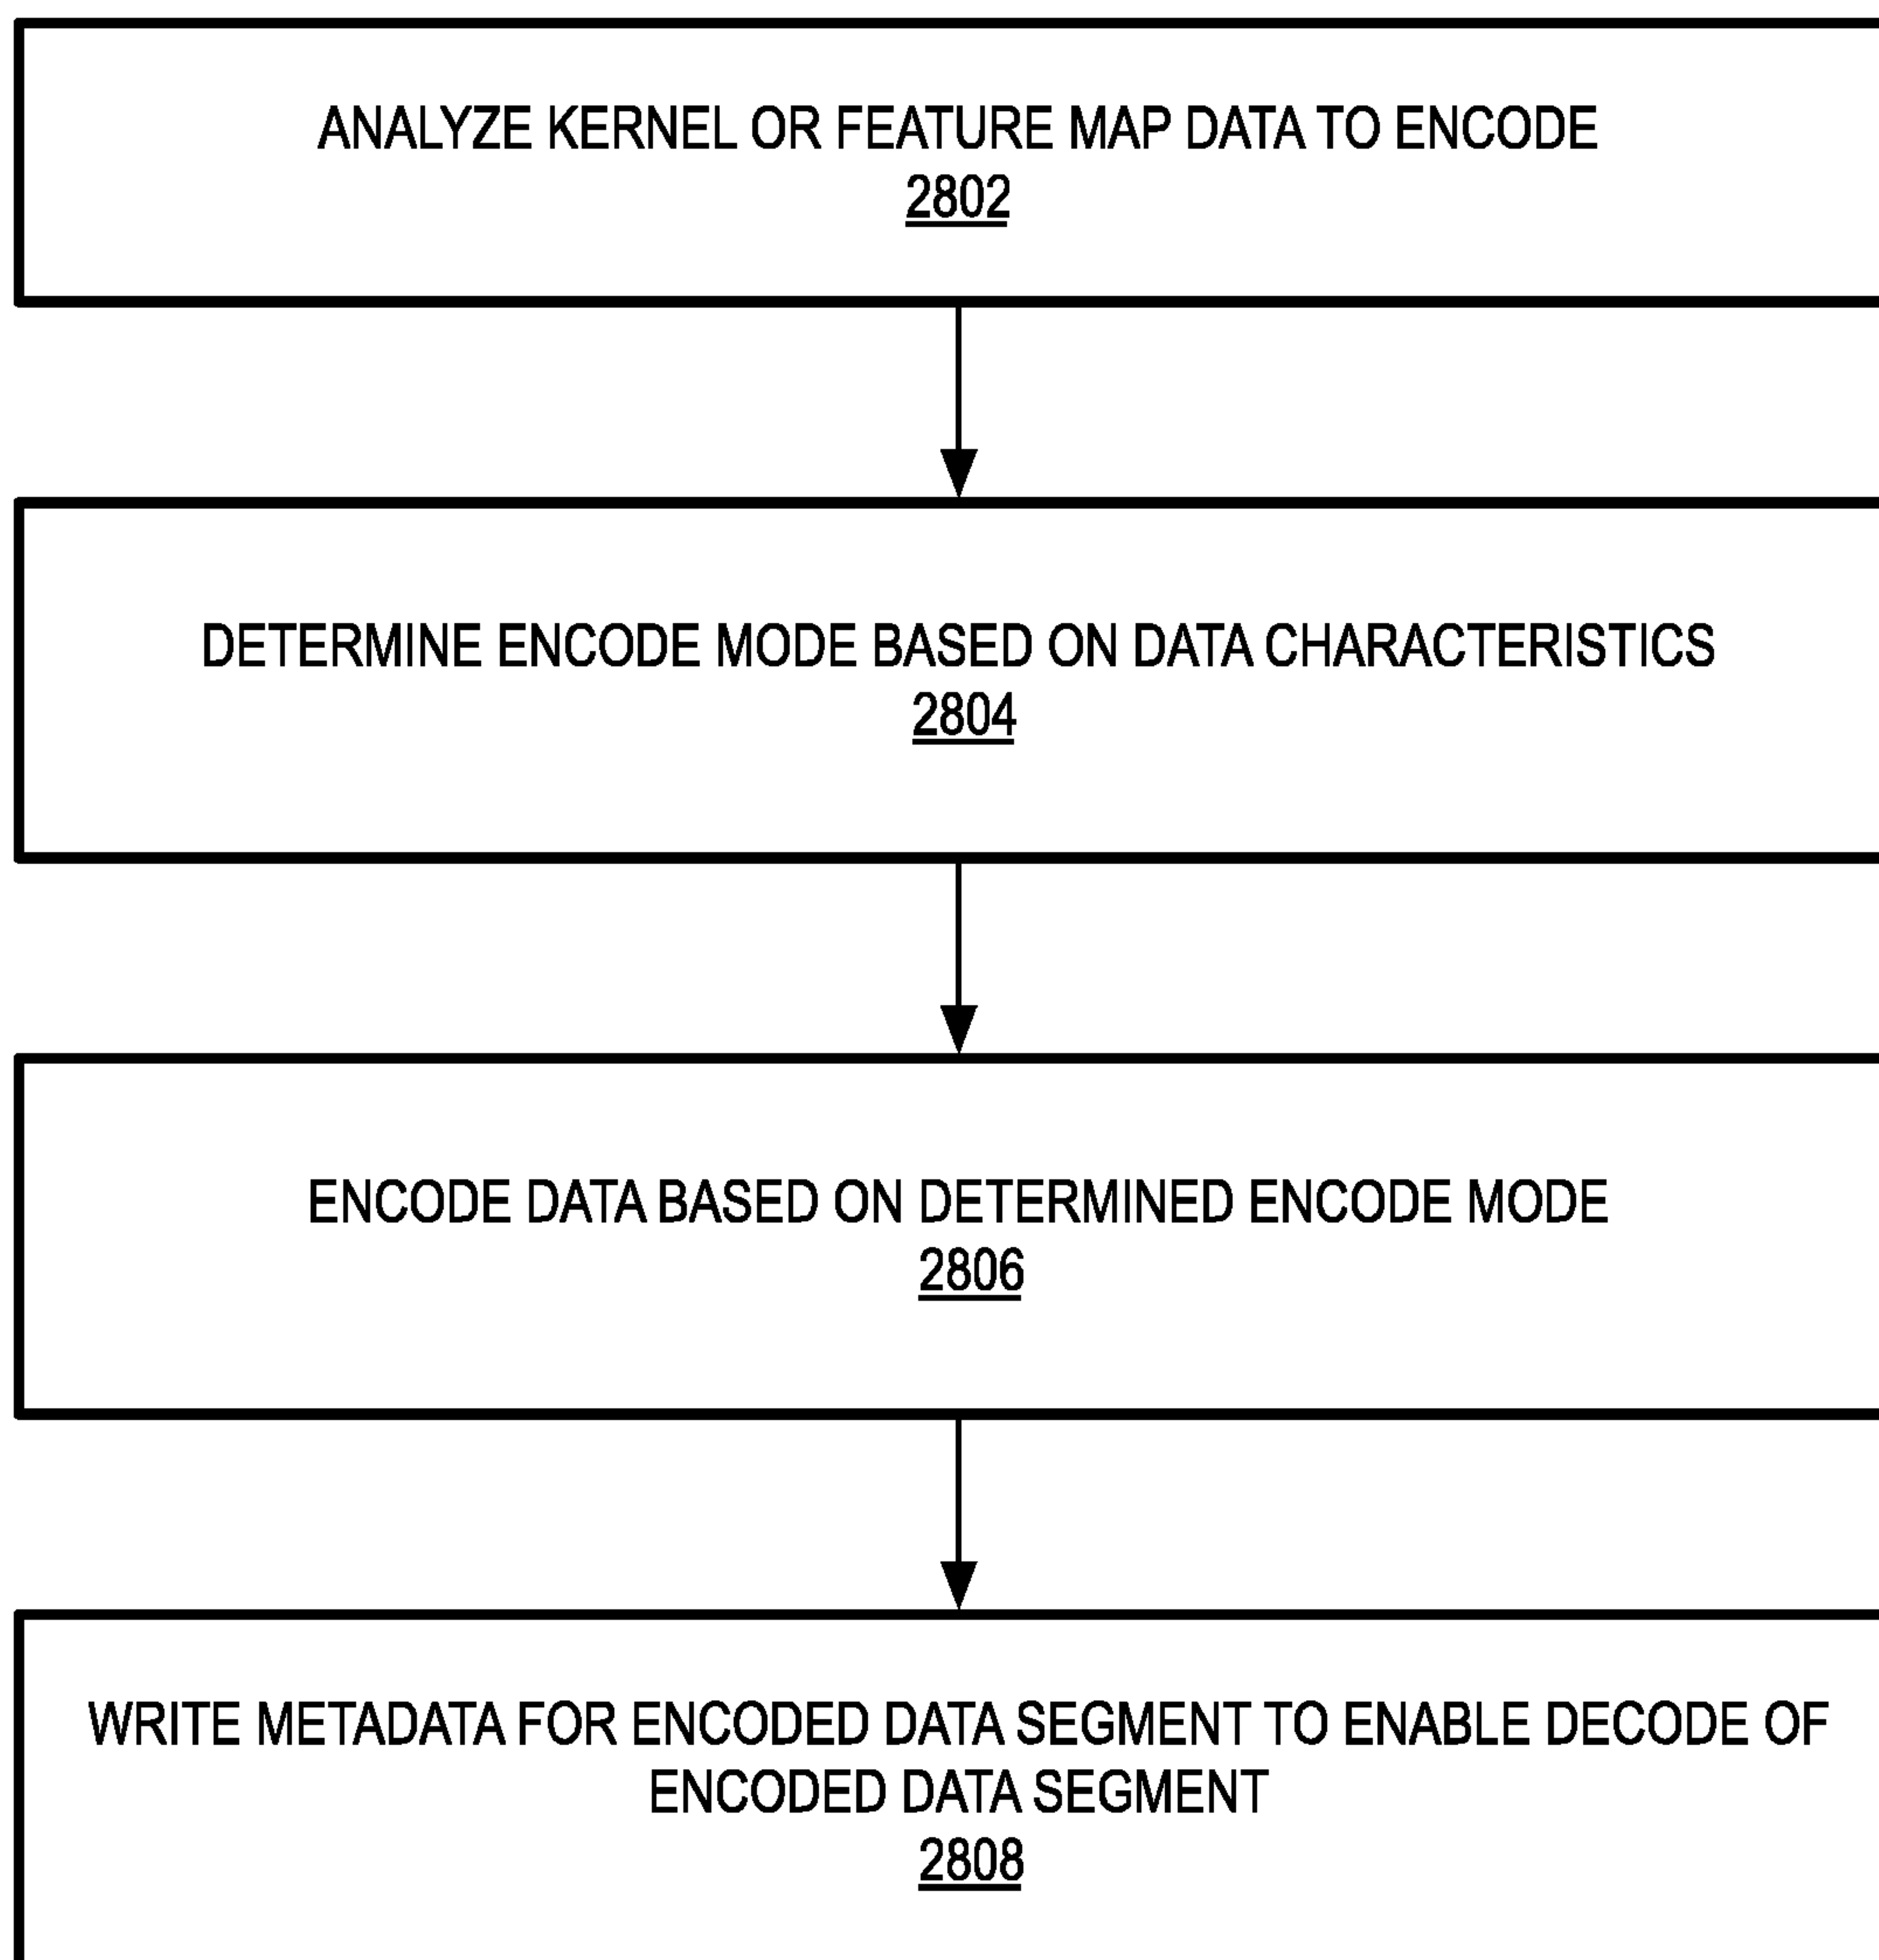 ANALYZE KERNEL OR FEATURE MAP DATA TO ENCODE
2802
DETERMINE ENCODE MODE BASED ON DATA CHARACTERISTICS
2804
ENCODE DATA BASED ON DETERMINED ENCODE MODE
2806
WRITE METADATA FOR ENCODED DATA SEGMENT TO ENABLE DECODE OF
ENCODED DATA SEGMENT
2808